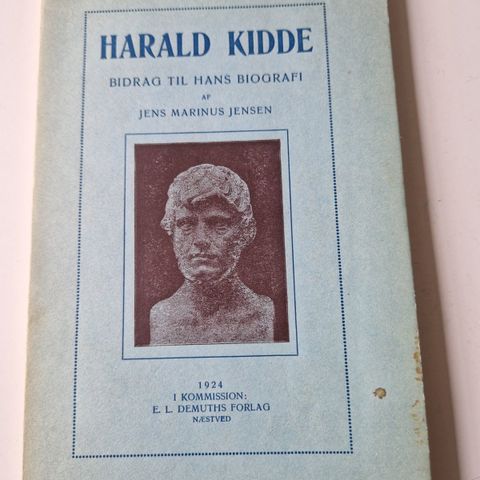 HARALD KIDDE
BIDRAG TIL HANS BIOGRAFI
AF
JENS MARINUS JENSEN
1924
I KOMMISSION:
E. L. DEMUTHS FORLAG
NÆSTVED